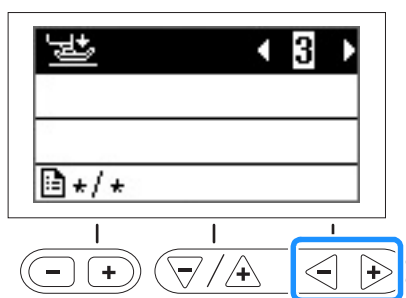 ◀ 3 ▶
*/*
- + −/+ − +